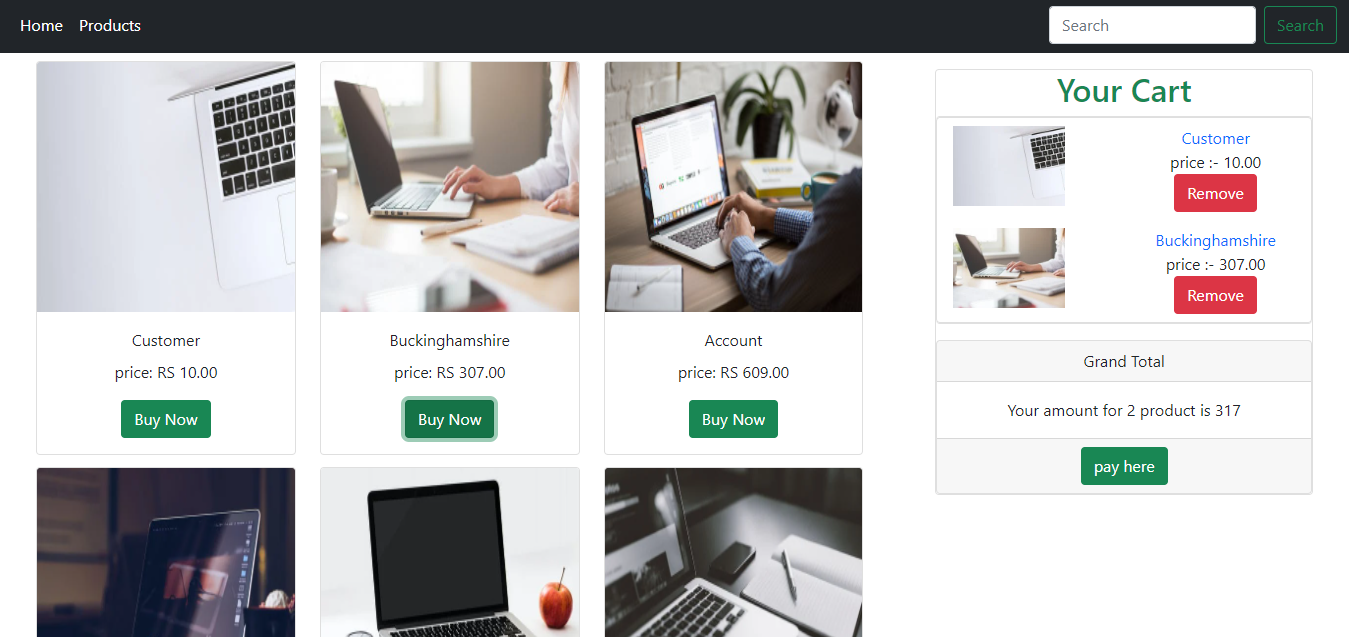 Home Products Search Search
Customer
price: RS 10.00
Buy Now
Buckinghamshire
price: RS 307.00
Buy Now
Account
price: RS 609.00
Buy Now
Your Cart
Customer
price :- 10.00
Remove
Buckinghamshire
price :- 307.00
Remove
Grand Total
Your amount for 2 product is 317
pay here